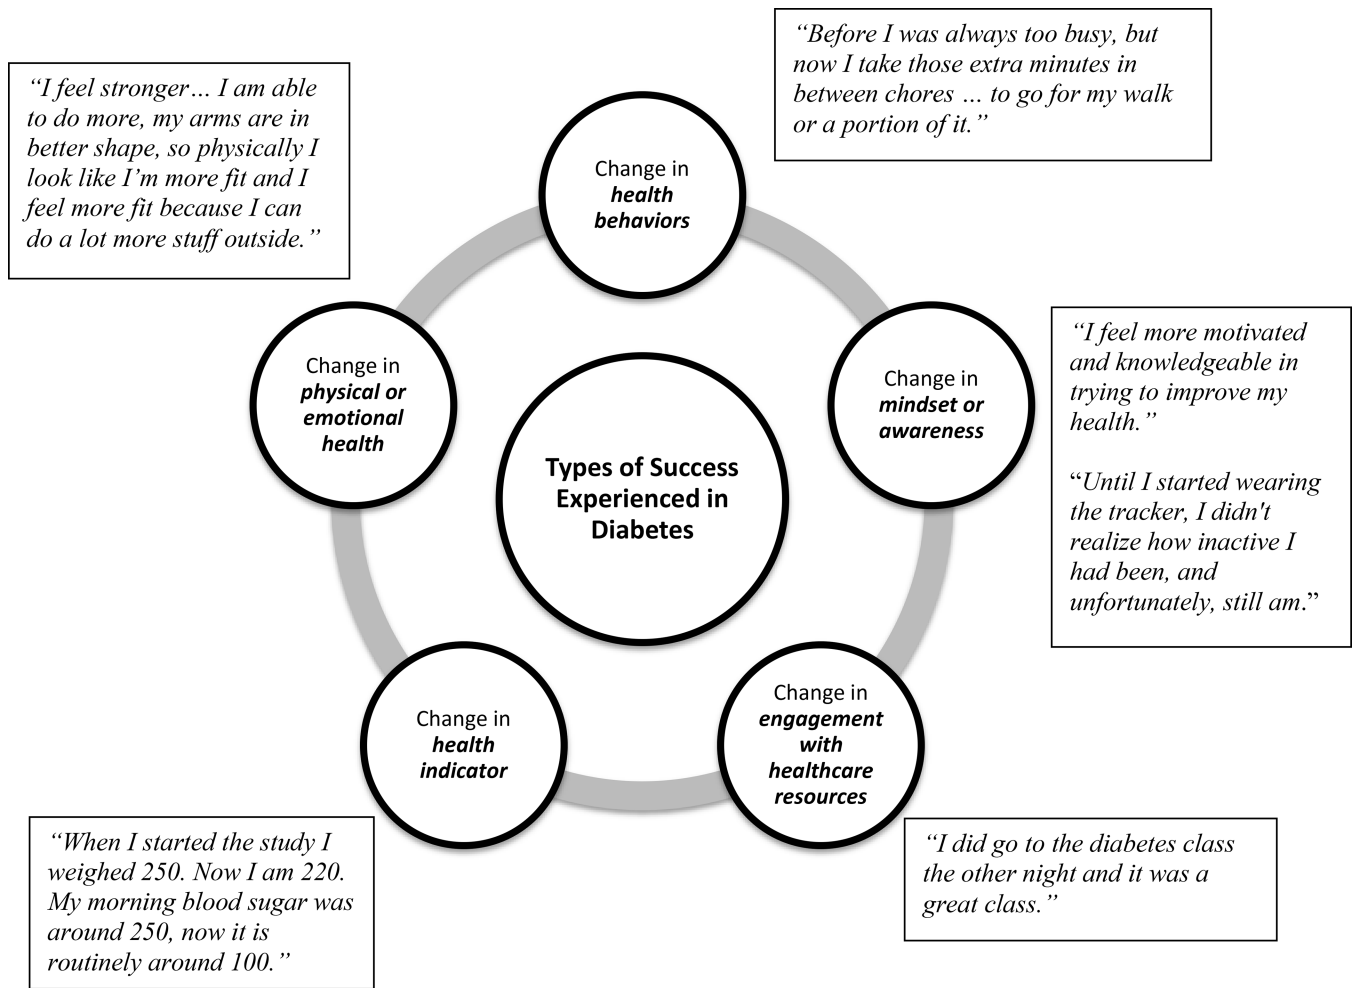 “Before I was always too busy, but
now I take those extra minutes in
between chores … to go for my walk
or a portion of it.”
“I feel stronger… I am able
to do more, my arms are in
better shape, so physically I
look like I’m more fit and I
feel more fit because I can
do a lot more stuff outside.”
Change in
health
behaviors
Change in
physical or
emotional
health
Change in
mindset or
awareness
“I feel more motivated
and knowledgeable in
trying to improve my
health.”
“Until I started wearing
the tracker, I didn't
realize how inactive I
had been, and
unfortunately, still am.”
Types of Success
Experienced in
Diabetes
Change in
health
indicator
Change in
engagement
with
healthcare
resources
“When I started the study I
weighed 250. Now I am 220.
My morning blood sugar was
around 250, now it is
routinely around 100.”
“I did go to the diabetes class
the other night and it was a
great class.”